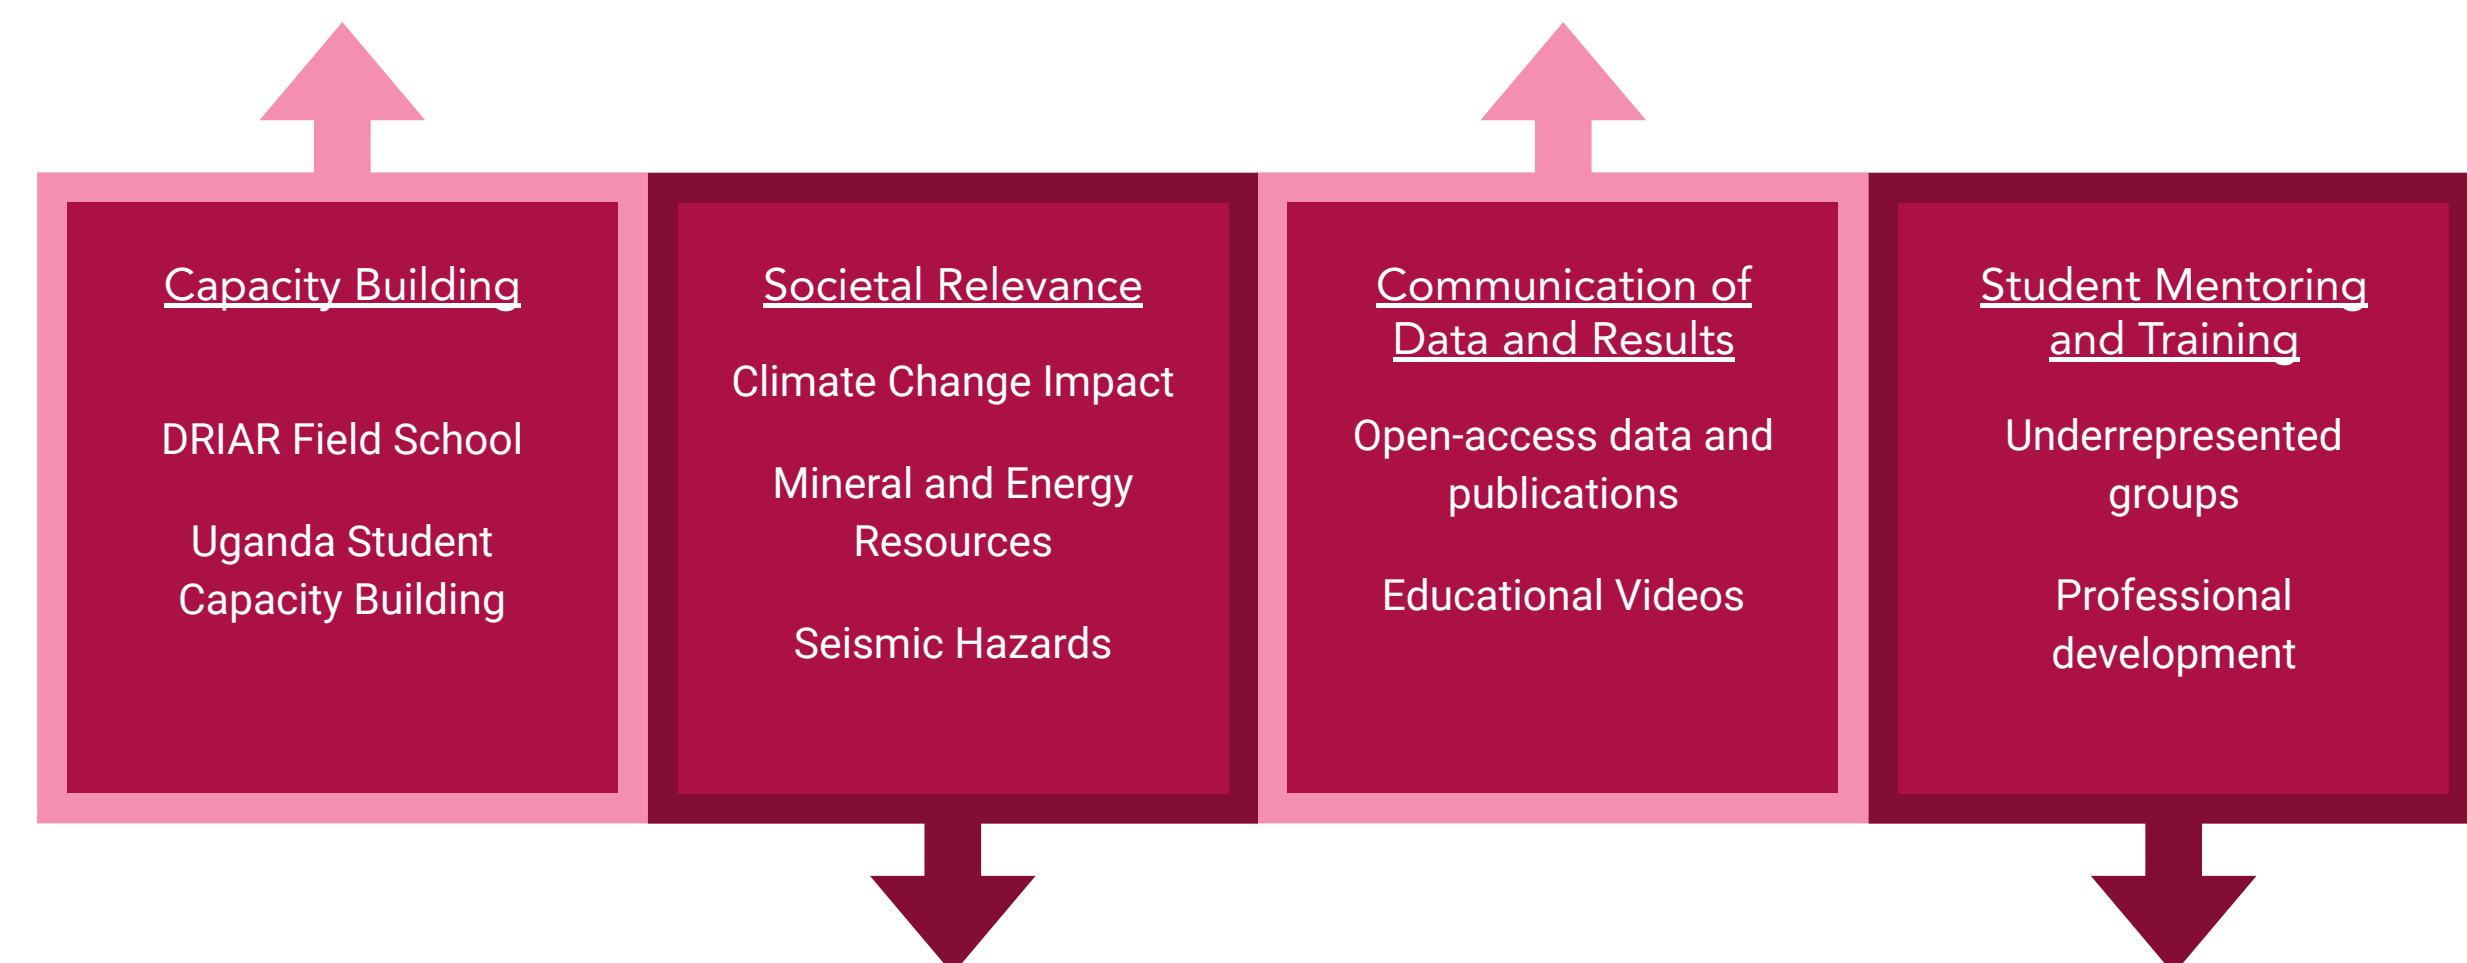 Capacity Building
DRIAR Field School
Uganda Student
Capacity Building
Societal Relevance
Climate Change Impact
Mineral and Energy
Resources
Seismic Hazards
Communication of
Data and Results
Open-access data and
publications
Educational Videos
Student Mentoring
and Training
Underrepresented
groups
Professional
development